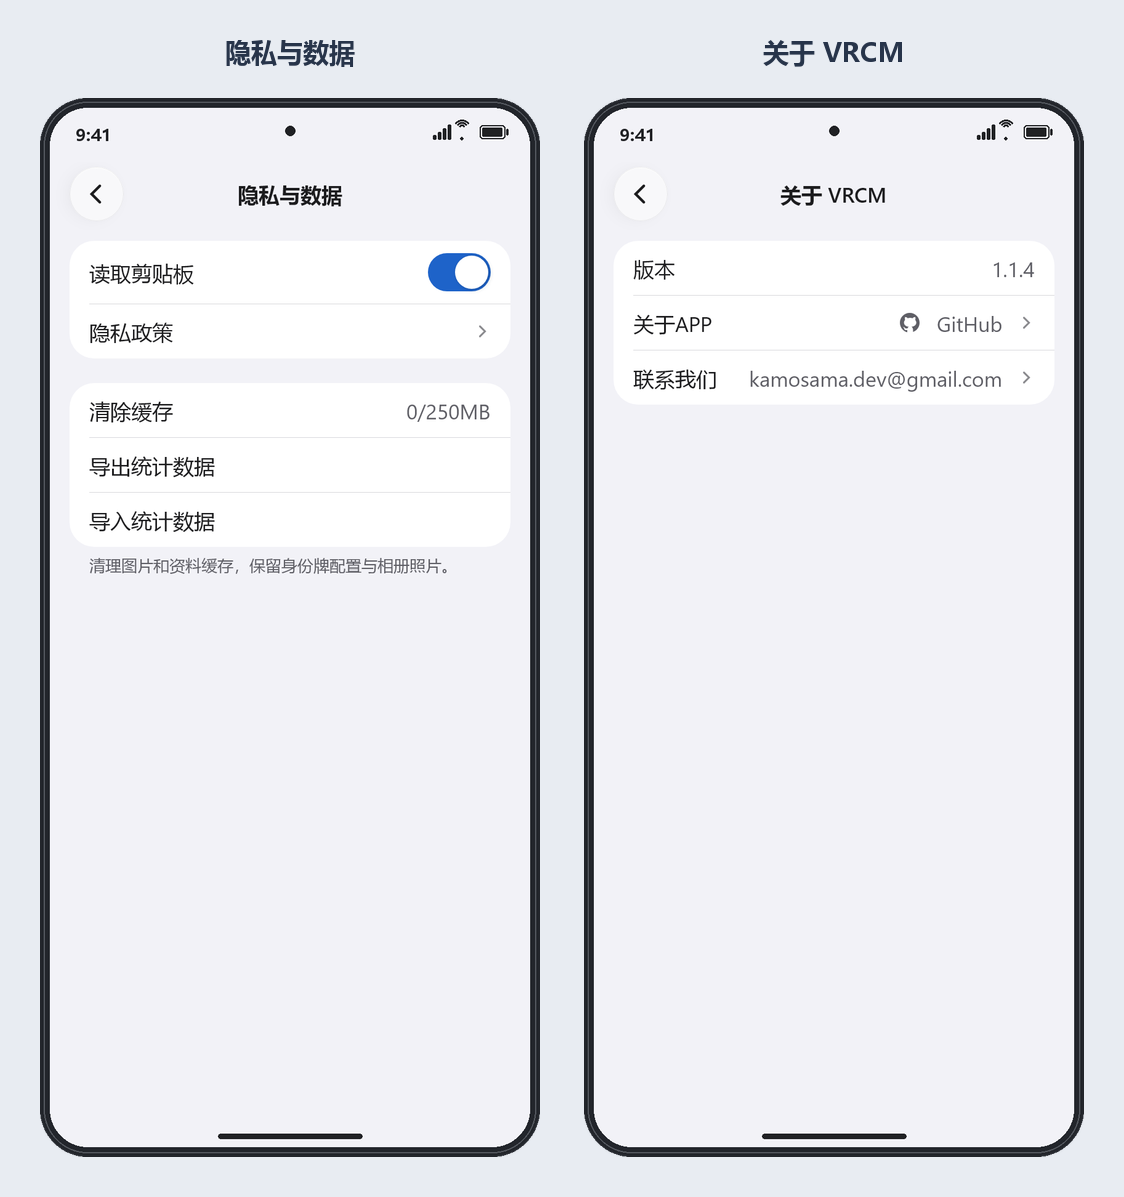 隐私与数据
9:41
隐私与数据
读取剪贴板
隐私政策
清除缓存 0/250MB
导出统计数据
导入统计数据
清理图片和资料缓存，保留身份牌配置与相册照片。
关于 VRCM
9:41
关于 VRCM
版本 1.1.4
关于APP GitHub
联系我们 kamosama.dev@gmail.com